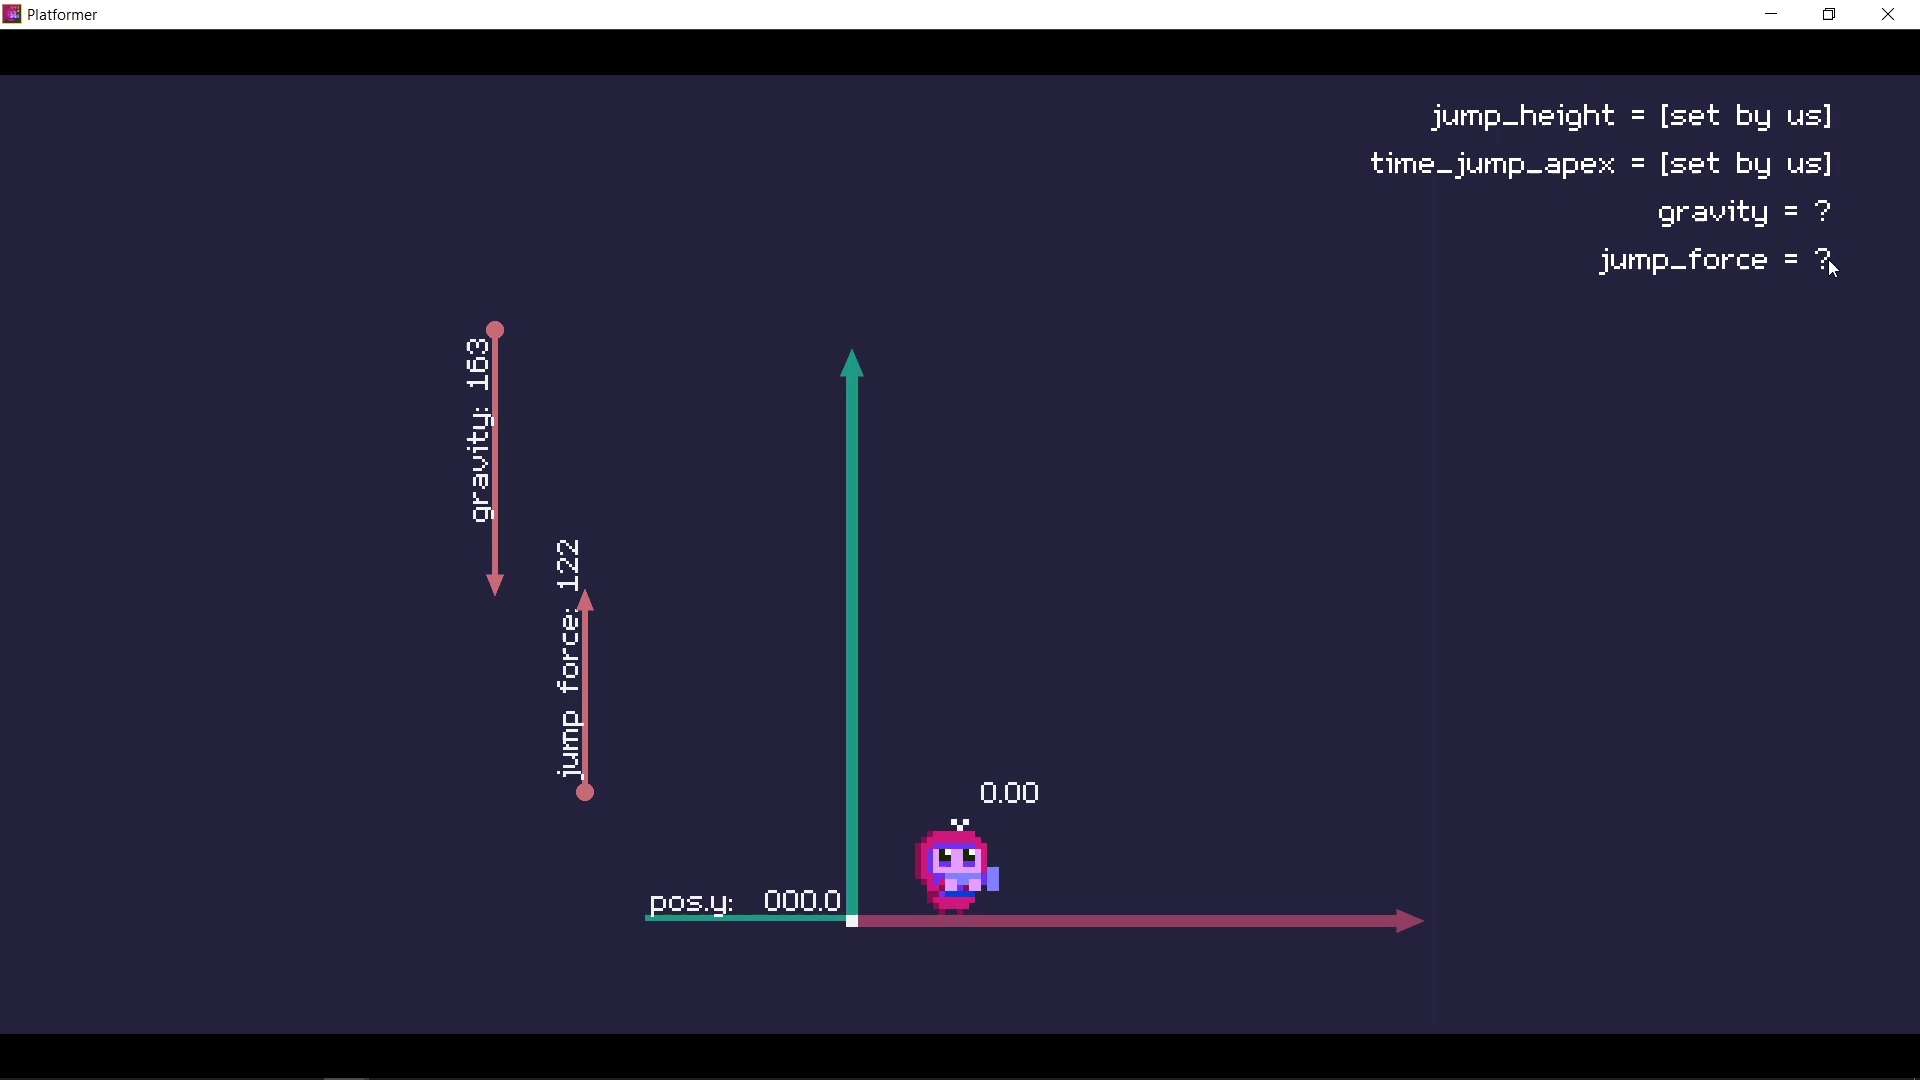 Platformer
jump_height = [set by us]
time_jump_apex = [set by us]
gravity = ?
jump_force = ?
gravity: 163
jump force: 122
0.00
pos.y: 000.0